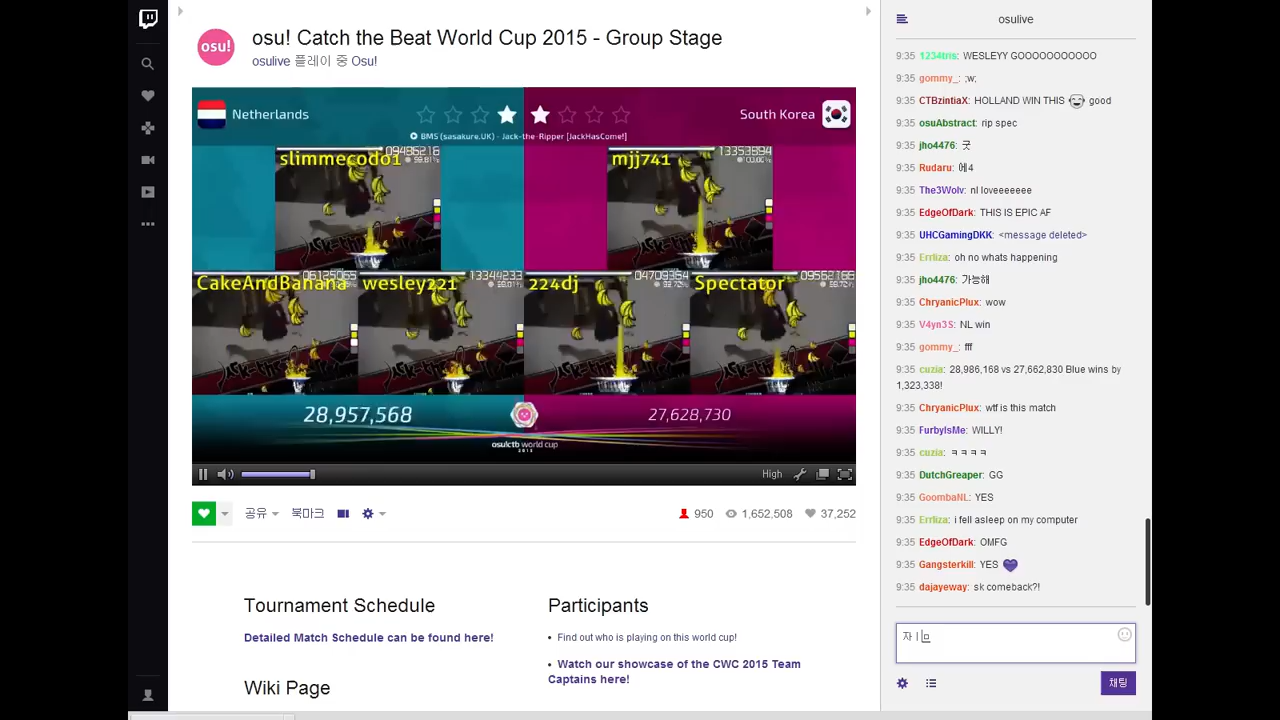 osu!
osu! Catch the Beat World Cup 2015 - Group Stage
osulive 플레이 중 Osu!
Netherlands
South Korea
BMS (sasakure.UK) - Jack-the-Ripper [JackHasCome!]
slimmecodo1
mjj741
CakeAndBanana
wesley221
224dj
Spectator
28,957,568
27,628,730
osu!ctb world cup
2015
High
공유
북마크
950
1,652,508
37,252
Tournament Schedule
Detailed Match Schedule can be found here!
Wiki Page
Participants
• Find out who is playing on this world cup!
• Watch our showcase of the CWC 2015 Team
Captains here!
osulive
9:35 1234tris: WESLEYY GOOOOOOOOOOO
9:35 gommy_: :w;
9:35 CTBzintiaX: HOLLAND WIN THIS good
9:35 osuAbstract: rip spec
9:35 jho4476: 굿
9:35 Rudaru: 에4
9:35 The3Wolv: nl loveeeeeee
9:35 EdgeOfDark: THIS IS EPIC AF
9:35 UHCGamingDKK: <message deleted>
9:35 Errliza: oh no whats happening
9:35 jho4476: 가능해
9:35 ChryanicPlux: wow
9:35 V4yn3S: NL win
9:35 gommy_: fff
9:35 cuzia: 28,986,168 vs 27,662,830 Blue wins by
1,323,338!
9:35 ChryanicPlux: wtf is this match
9:35 FurbyIsMe: WILLY!
9:35 cuzia: ㅋㅋㅋㅋ
9:35 DutchGreaper: GG
9:35 GoombaNL: YES
9:35 Errliza: i fell asleep on my computer
9:35 EdgeOfDark: OMFG
9:35 Gangsterkill: YES
9:35 dajayeway: sk comeback?!
자ㅣㅁ
채팅